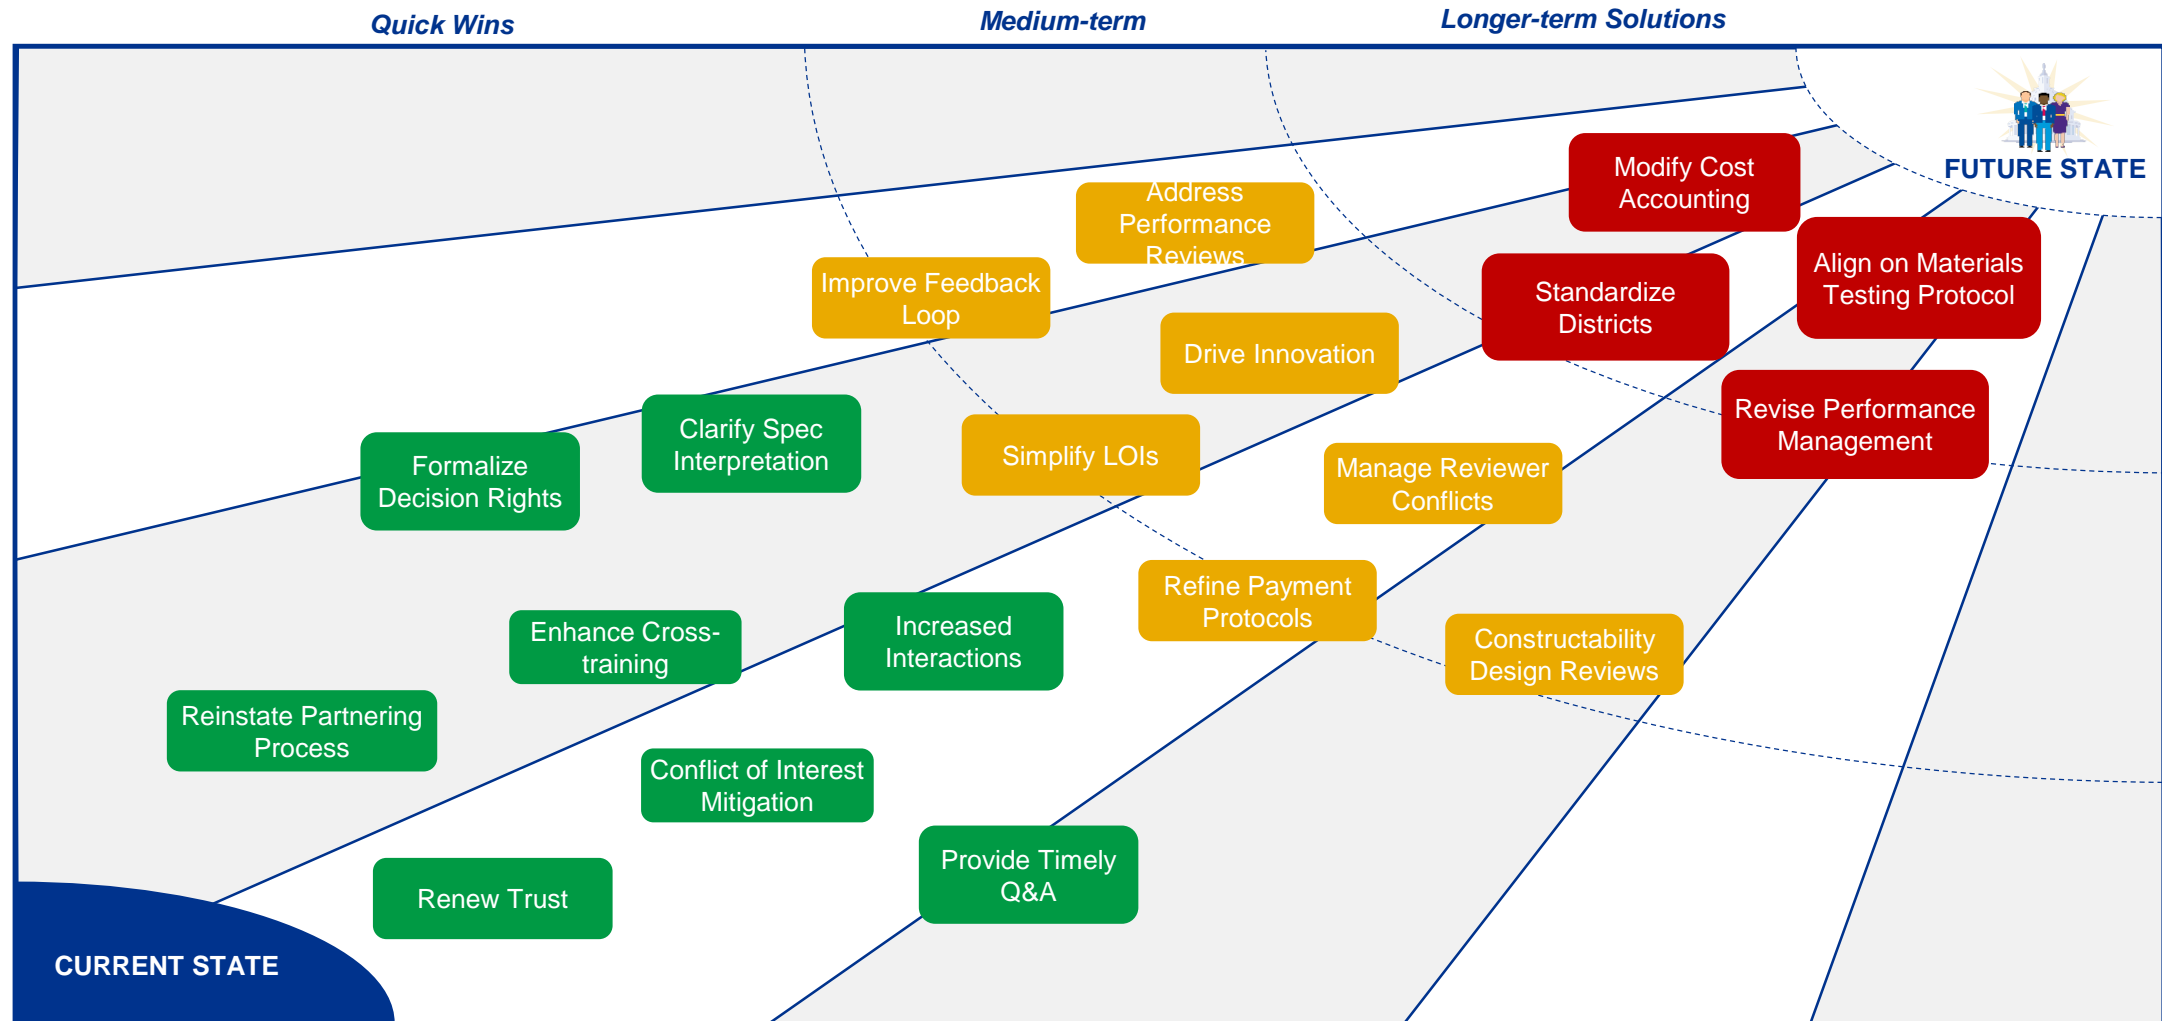 Quick Wins
Medium-term
Longer-term Solutions
FUTURE STATE
Modify Cost
Accounting
Address
Performance
Reviews
Align on Materials
Testing Protocol
Improve Feedback
Loop
Standardize
Districts
Drive Innovation
Revise Performance
Management
Clarify Spec
Interpretation
Formalize
Decision Rights
Simplify LOIs
Manage Reviewer
Conflicts
Refine Payment
Protocols
Constructability
Design Reviews
Increased
Interactions
Enhance Cross-
training
Reinstate Partnering
Process
Conflict of Interest
Mitigation
Provide Timely
Q&A
Renew Trust
CURRENT STATE